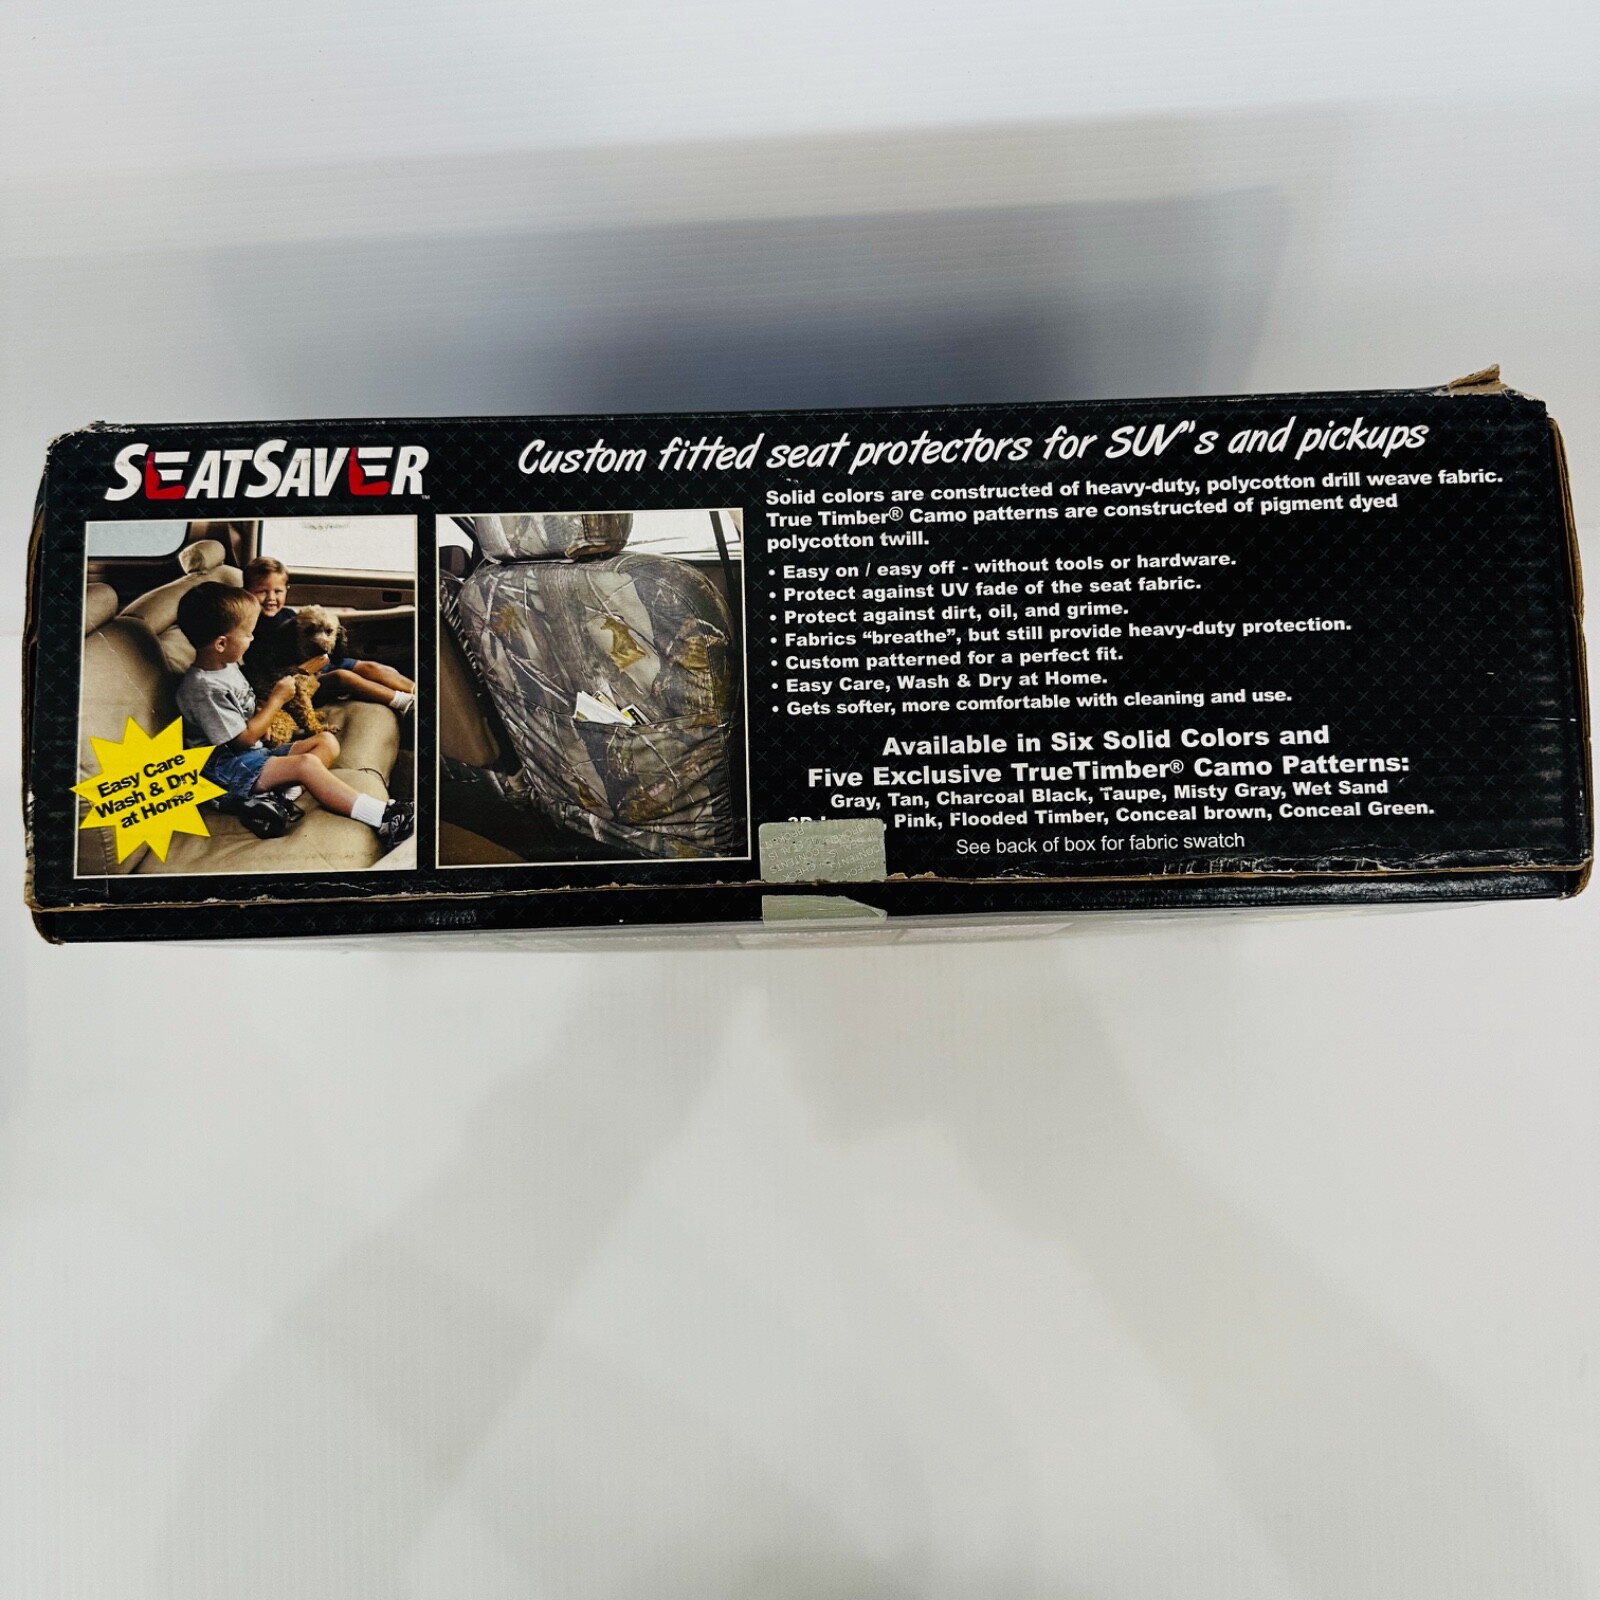 SEATSAVER™
Custom fitted seat protectors for SUV"s and pickups
Solid colors are constructed of heavy-duty, polycotton drill weave fabric.
True Timber® Camo patterns are constructed of pigment dyed
polycotton twill.
• Easy on / easy off - without tools or hardware.
• Protect against UV fade of the seat fabric.
• Protect against dirt, oil, and grime.
• Fabrics “breathe”, but still provide heavy-duty protection.
• Custom patterned for a perfect fit.
• Easy Care, Wash & Dry at Home.
• Gets softer, more comfortable with cleaning and use.
Easy Care
Wash & Dry
at Home
Available in Six Solid Colors and
Five Exclusive TrueTimber® Camo Patterns:
Gray, Tan, Charcoal Black, Taupe, Misty Gray, Wet Sand
Pink, Flooded Timber, Conceal brown, Conceal Green.
See back of box for fabric swatch